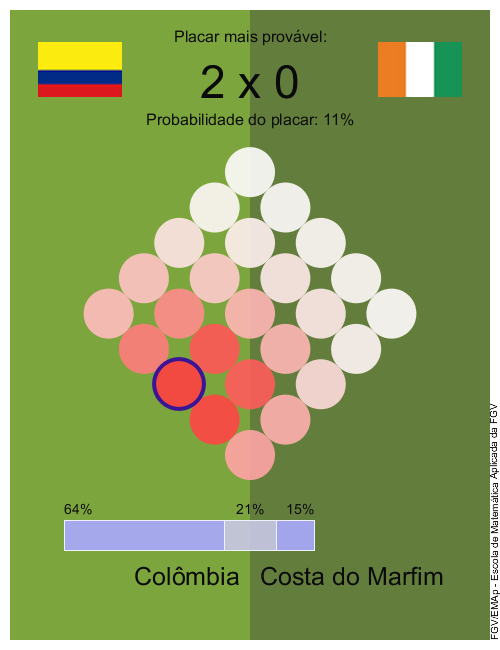 Placar mais provável:
2 x 0
Probabilidade do placar: 11%
64% 21% 15%
Colômbia Costa do Marfim
FGV/EMAp - Escola de Matemática Aplicada da FGV